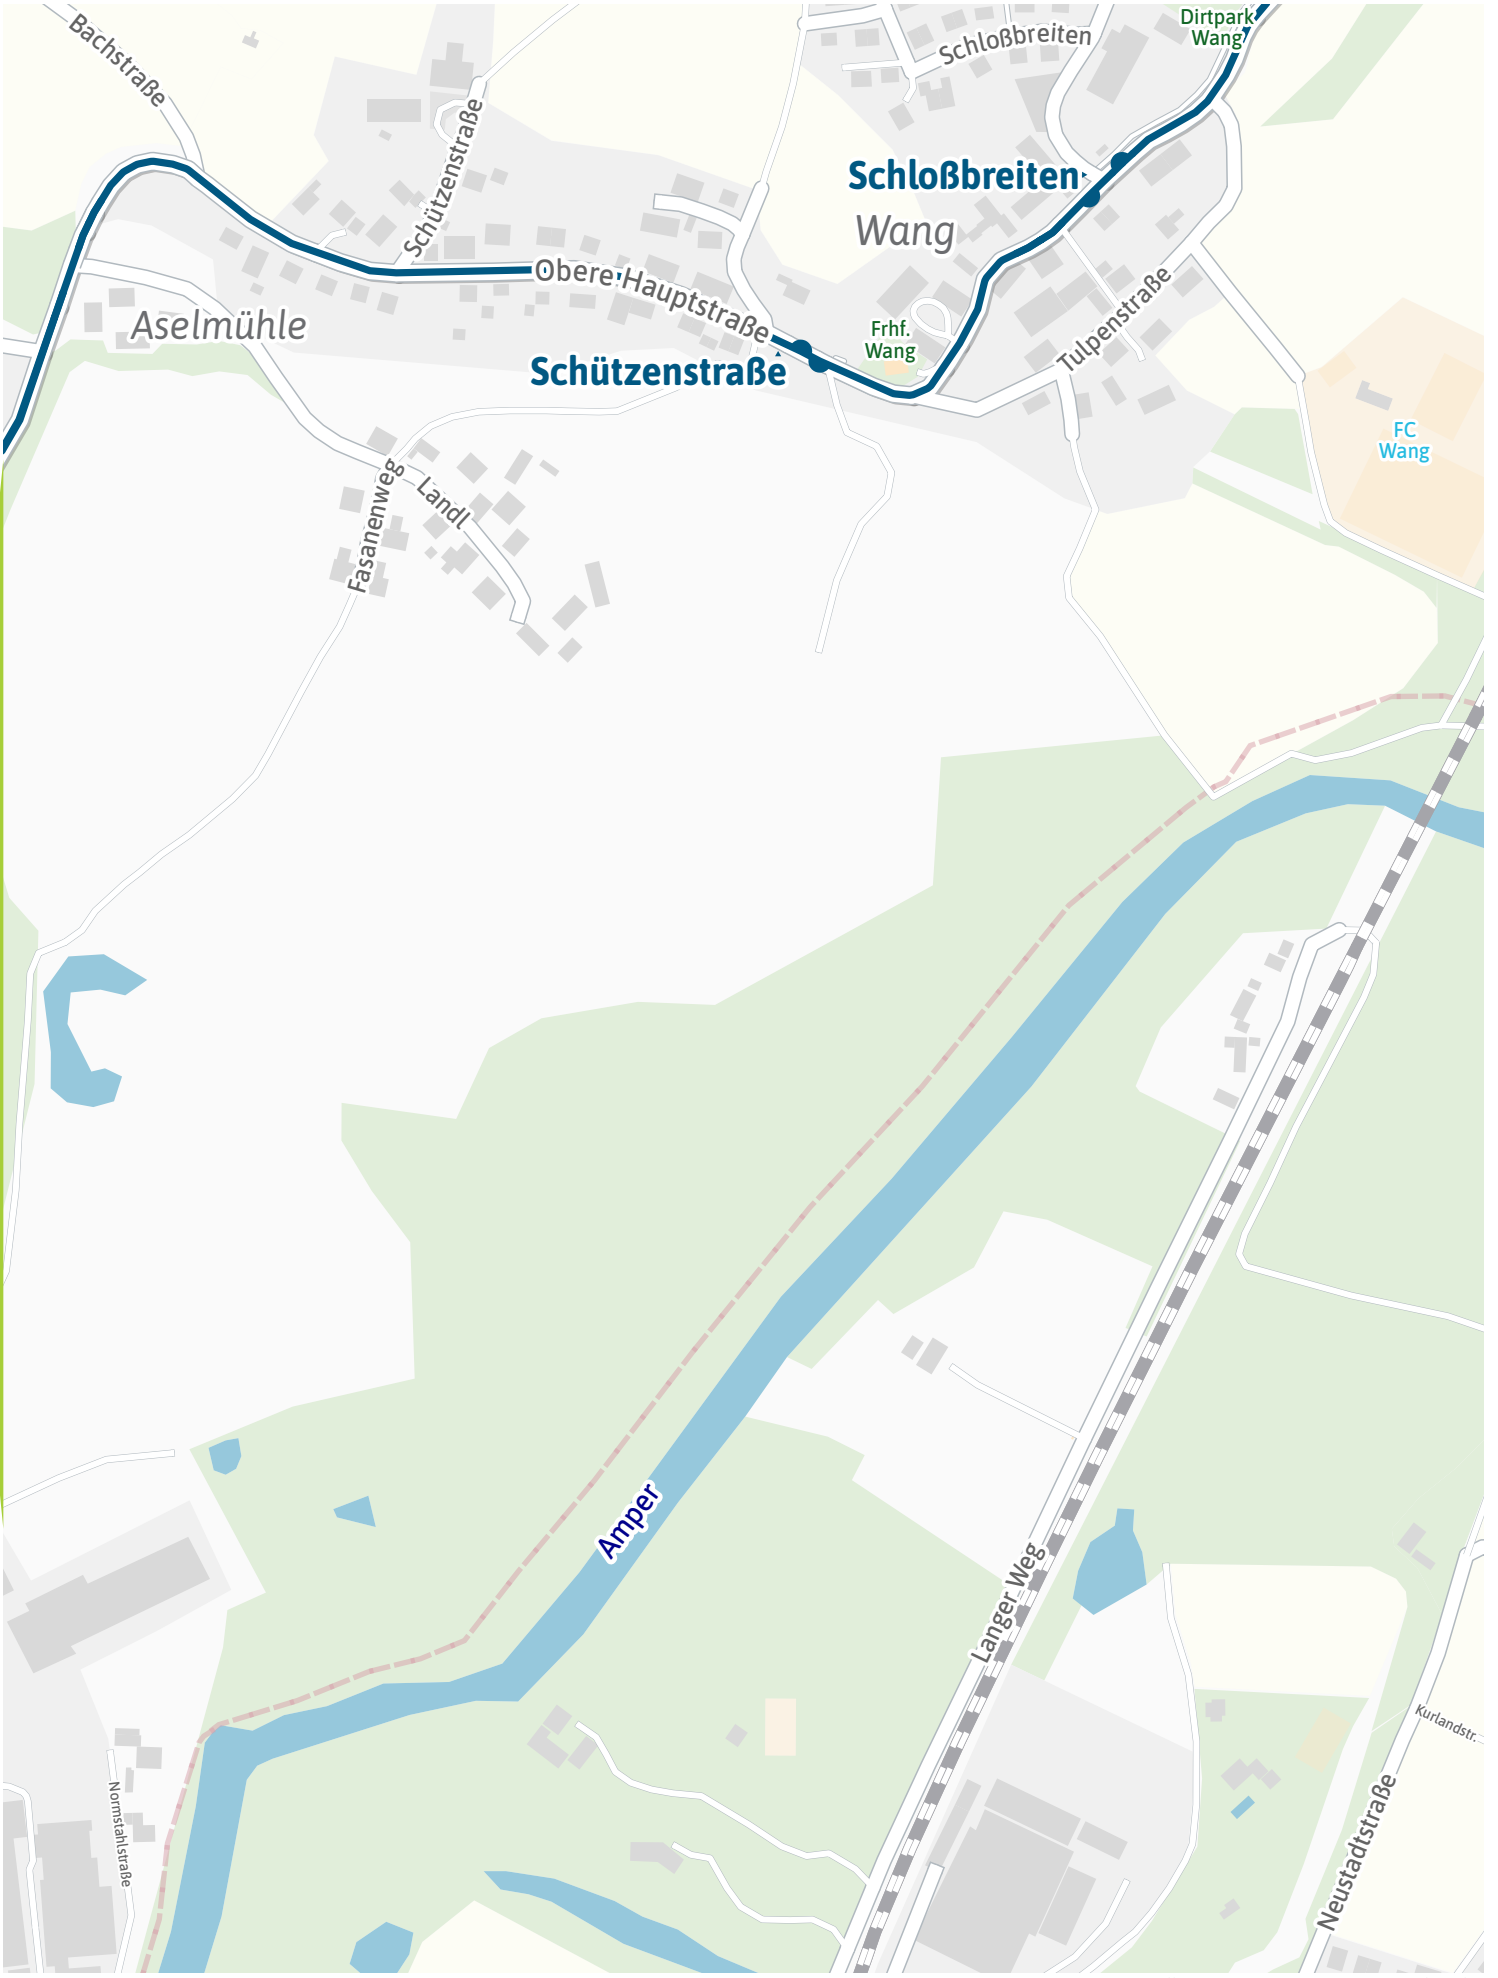 Bachstraße
Dirtpark
Wang
Schloßbreiten
Schützenstraße
Schloßbreiten
Wang
Obere Hauptstraße
Aselmühle
Tulpenstraße
Frhf.
Wang
Schützenstraße
FC
Wang
Fasanenweg
Landl
Amper
Langer Weg
Kurlandstr.
Normstahlstraße
Neustadtstraße